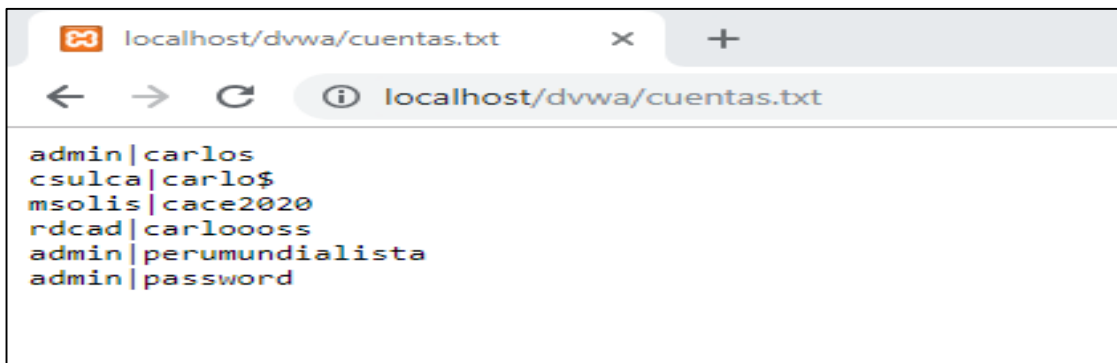 localhost/dvwa/cuentas.txt
localhost/dvwa/cuentas.txt
admin|carlos
csulca|carlo$
msolis|cace2020
rdcad|carloooss
admin|perumundialista
admin|password